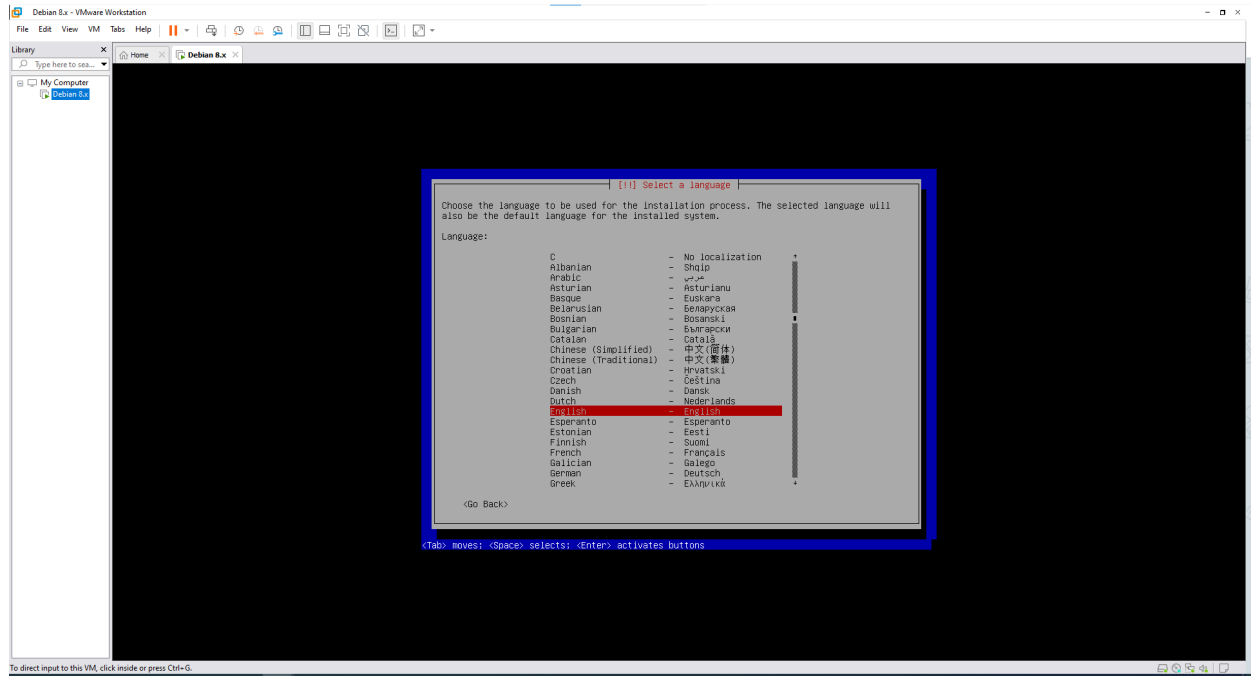 Debian 8.x - VMware Workstation
File Edit View VM Tabs Help
Library
Type here to sea...
Home
Debian 8.x
My Computer
Debian 8.x
[!!] Select a language
Choose the language to be used for the installation process. The selected language will
also be the default language for the installed system.
Language:
C - No localization
Albanian - Shqip
Arabic - عربي
Asturian - Asturianu
Basque - Euskara
Belarusian - Беларуская
Bosnian - Bosanski
Bulgarian - Български
Catalan - Català
Chinese (Simplified) - 中文(简体)
Chinese (Traditional) - 中文(繁體)
Croatian - Hrvatski
Czech - Čeština
Danish - Dansk
Dutch - Nederlands
English - English
Esperanto - Esperanto
Estonian - Eesti
Finnish - Suomi
French - Français
Galician - Galego
German - Deutsch
Greek - Ελληνικά
<Go Back>
<Tab> moves; <Space> selects; <Enter> activates buttons
To direct input to this VM, click inside or press Ctrl+G.